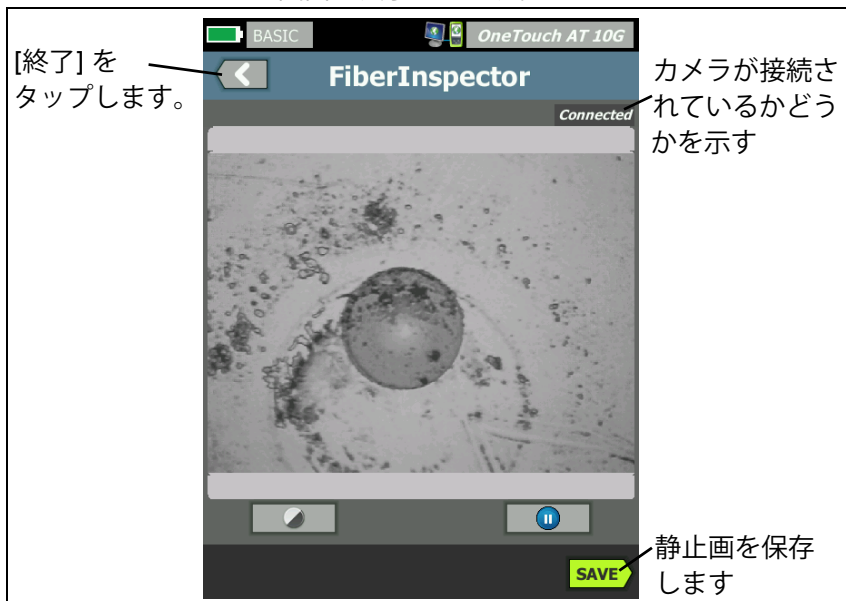 BASIC
OneTouch AT 10G
[終了] を
タップします。
FiberInspector
カメラが接続さ
れているかどう
かを示す
Connected
静止画を保存
します
SAVE